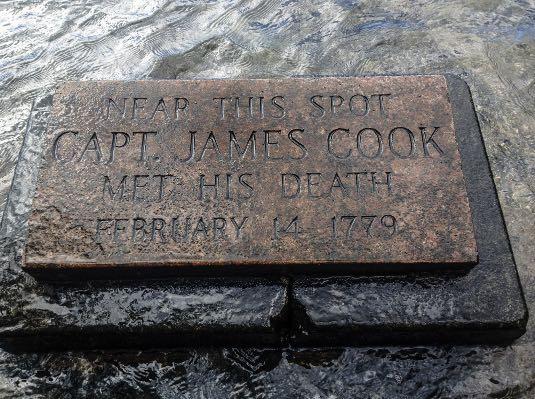 NEAR THIS SPOT
CAPT. JAMES COOK
MET HIS DEATH
FEBRUARY 14 1779